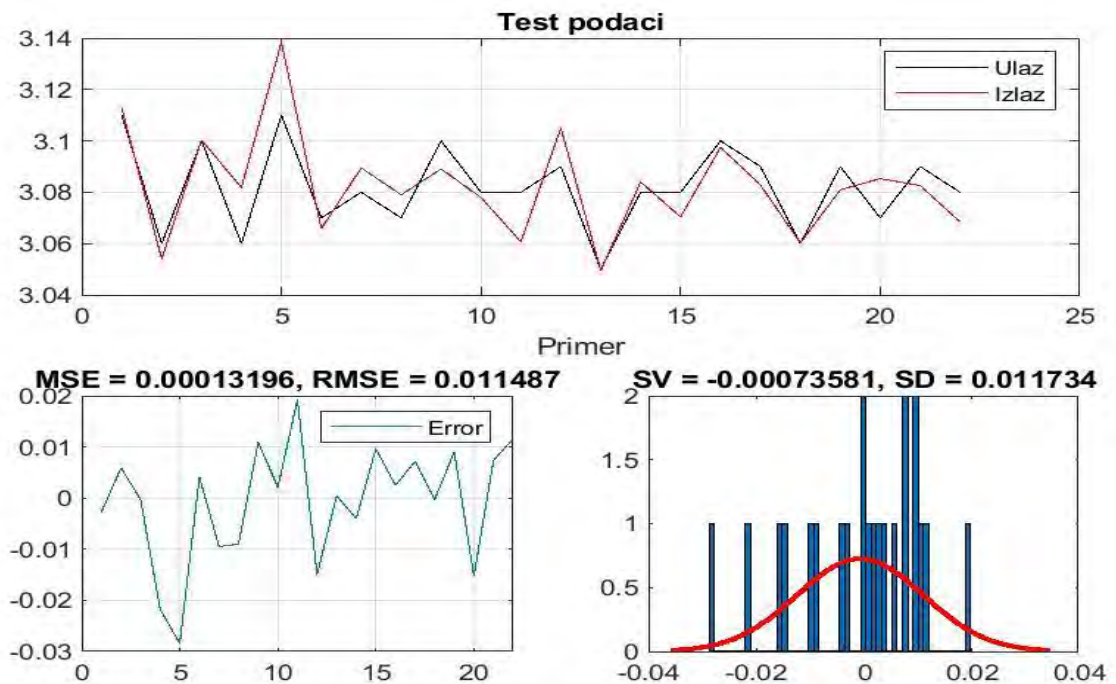 Test podaci
3.14
3.12
3.1
3.08
3.06
3.04
Ulaz
Izlaz
0 5 10 15 20 25
Primer
MSE = 0.00013196, RMSE = 0.011487
0.02
0.01
0
-0.01
-0.02
-0.03
Error
0 5 10 15 20
SV = -0.00073581, SD = 0.011734
2
1.5
1
0.5
0
-0.04 -0.02 0 0.02 0.04